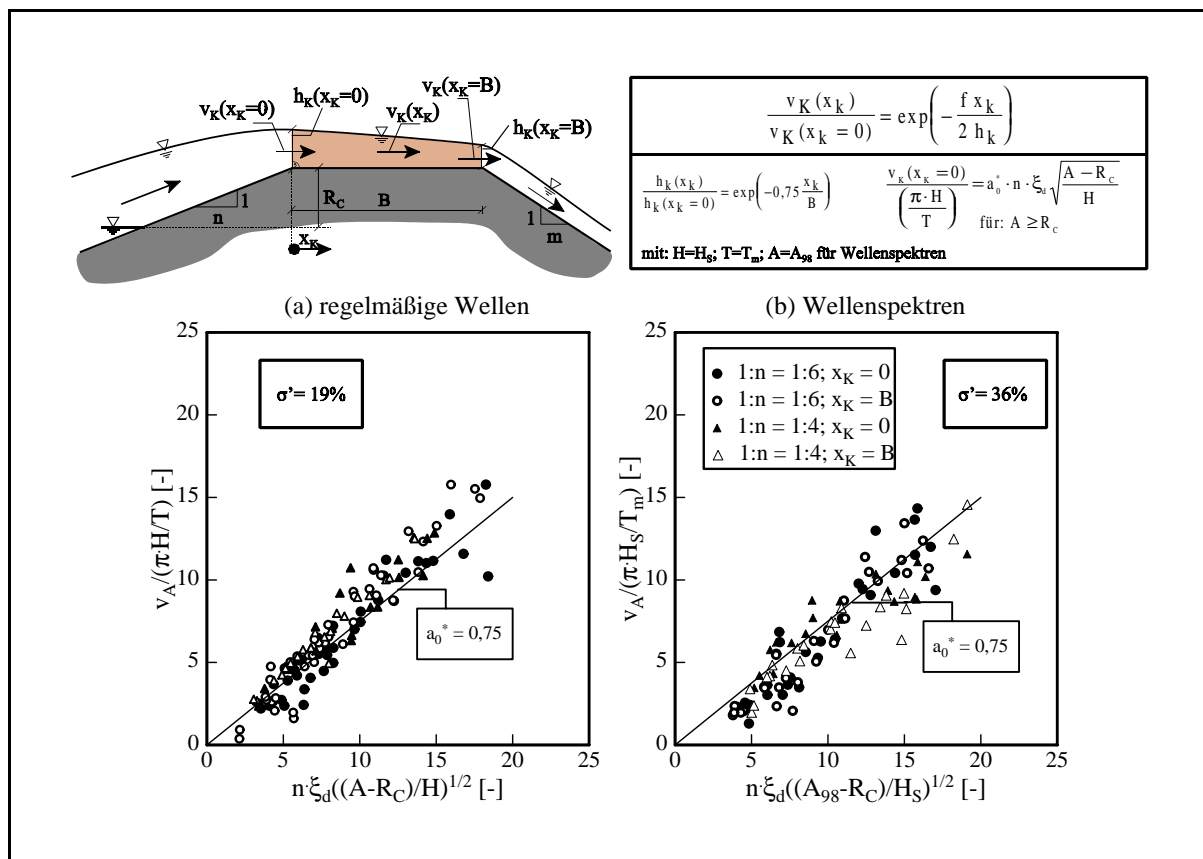 v_K(x_K=0)
h_K(x_K=0)
v_K(x_K)
v_K(x_K=B)
h_K(x_K=B)
1
n
R_C
B
1
m
x_K
v_K(x_k) / v_K(x_k = 0) = exp(− f x_k / 2 h_k)
h_k(x_k) / h_k(x_k = 0) = exp(−0,75 x_k / B)
v_K(x_K = 0) / (π·H / T) = a_0^* · n · ξ_d √(A − R_C / H)
für: A ≥ R_C
mit: H=H_S; T=T_m; A=A_98 für Wellenspektren
(a) regelmäßige Wellen
σ’= 19%
a_0^* = 0,75
v_A/(π·H/T) [-]
25
20
15
10
5
0
0 5 10 15 20 25
n·ξ_d((A-R_C)/H)^1/2 [-]
(b) Wellenspektren
1:n = 1:6; x_K = 0
1:n = 1:6; x_K = B
1:n = 1:4; x_K = 0
1:n = 1:4; x_K = B
σ’= 36%
a_0^* = 0,75
v_A/(π·H_S/T_m) [-]
25
20
15
10
5
0
0 5 10 15 20 25
n·ξ_d((A_98-R_C)/H_S)^1/2 [-]